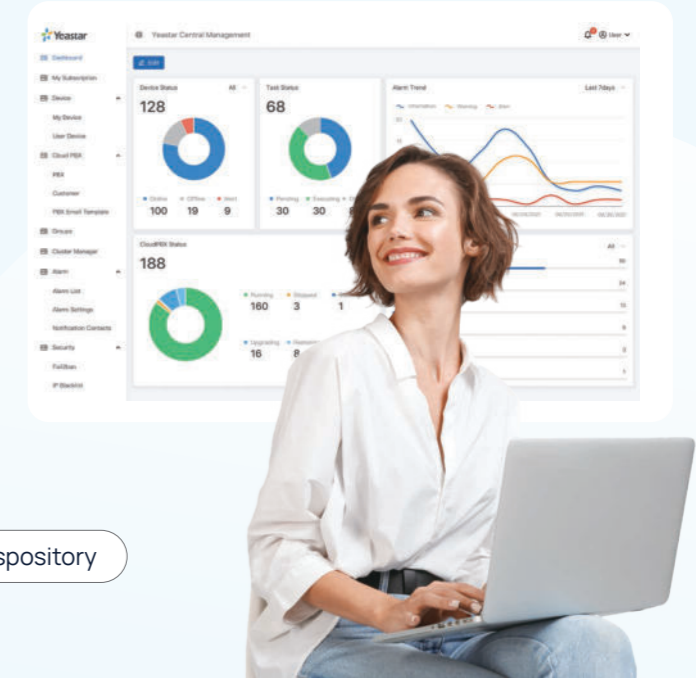 Yeastar
Yeastar Central Management
User
Dashboard
My Subscription
Device
My Device
User Device
Cloud PBX
PBX
Customer
PBX Email Template
Groups
Cluster Manager
Alarm
Alarm List
Alarm Settings
Notification Contacts
Security
Fail2ban
IP Blacklist
Edit
Device Status
All
128
Online
Offline
Alert
100
19
9
Task Status
68
Pending
Executing
30
30
Alarm Trend
Last 7days
Information
Warning
Alert
20
CloudPBX Status
188
Running
Stopped
160
3
1
Upgrading
16
8
All
spository